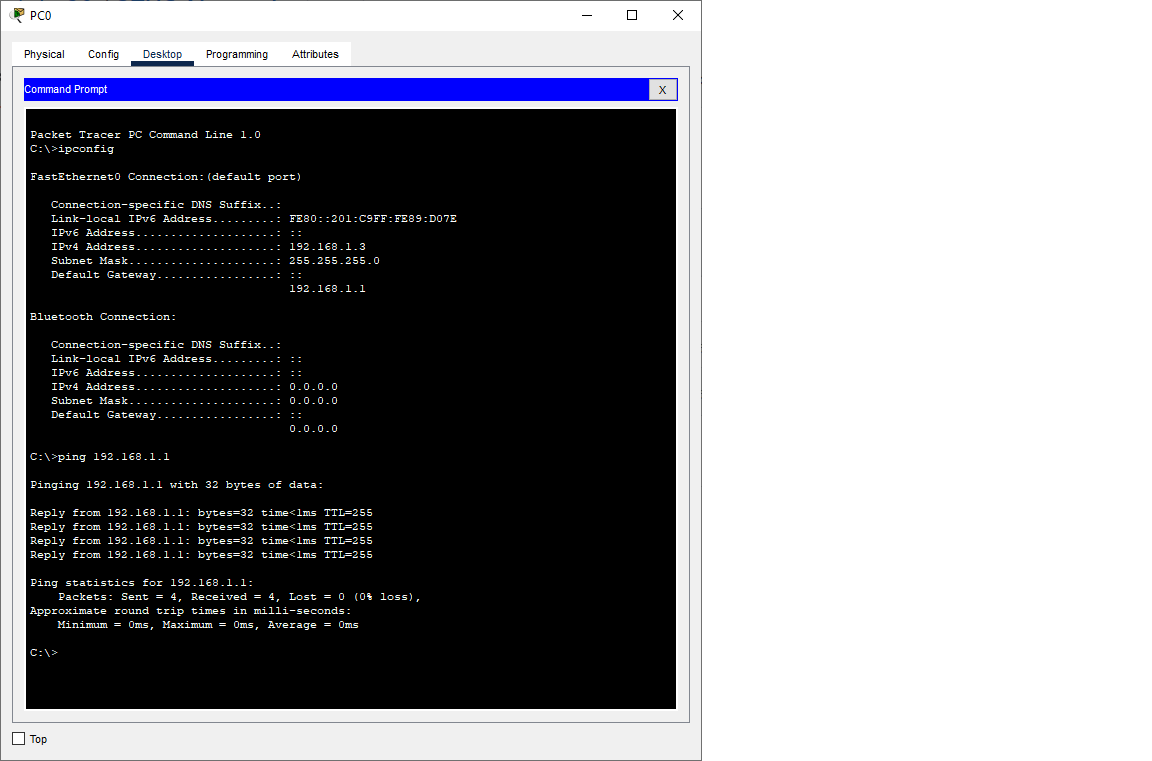 PC0
Physical Config Desktop Programming Attributes
Command Prompt X
Packet Tracer PC Command Line 1.0
C:\>ipconfig
FastEthernet0 Connection:(default port)
Connection-specific DNS Suffix..:
Link-local IPv6 Address.........: FE80::201:C9FF:FE89:D07E
IPv6 Address....................: ::
IPv4 Address....................: 192.168.1.3
Subnet Mask.....................: 255.255.255.0
Default Gateway.................: ::
192.168.1.1
Bluetooth Connection:
Connection-specific DNS Suffix..:
Link-local IPv6 Address.........: ::
IPv6 Address....................: ::
IPv4 Address....................: 0.0.0.0
Subnet Mask.....................: 0.0.0.0
Default Gateway.................: ::
0.0.0.0
C:\>ping 192.168.1.1
Pinging 192.168.1.1 with 32 bytes of data:
Reply from 192.168.1.1: bytes=32 time<1ms TTL=255
Reply from 192.168.1.1: bytes=32 time<1ms TTL=255
Reply from 192.168.1.1: bytes=32 time<1ms TTL=255
Reply from 192.168.1.1: bytes=32 time<1ms TTL=255
Ping statistics for 192.168.1.1:
Packets: Sent = 4, Received = 4, Lost = 0 (0% loss),
Approximate round trip times in milli-seconds:
Minimum = 0ms, Maximum = 0ms, Average = 0ms
C:\>
Top